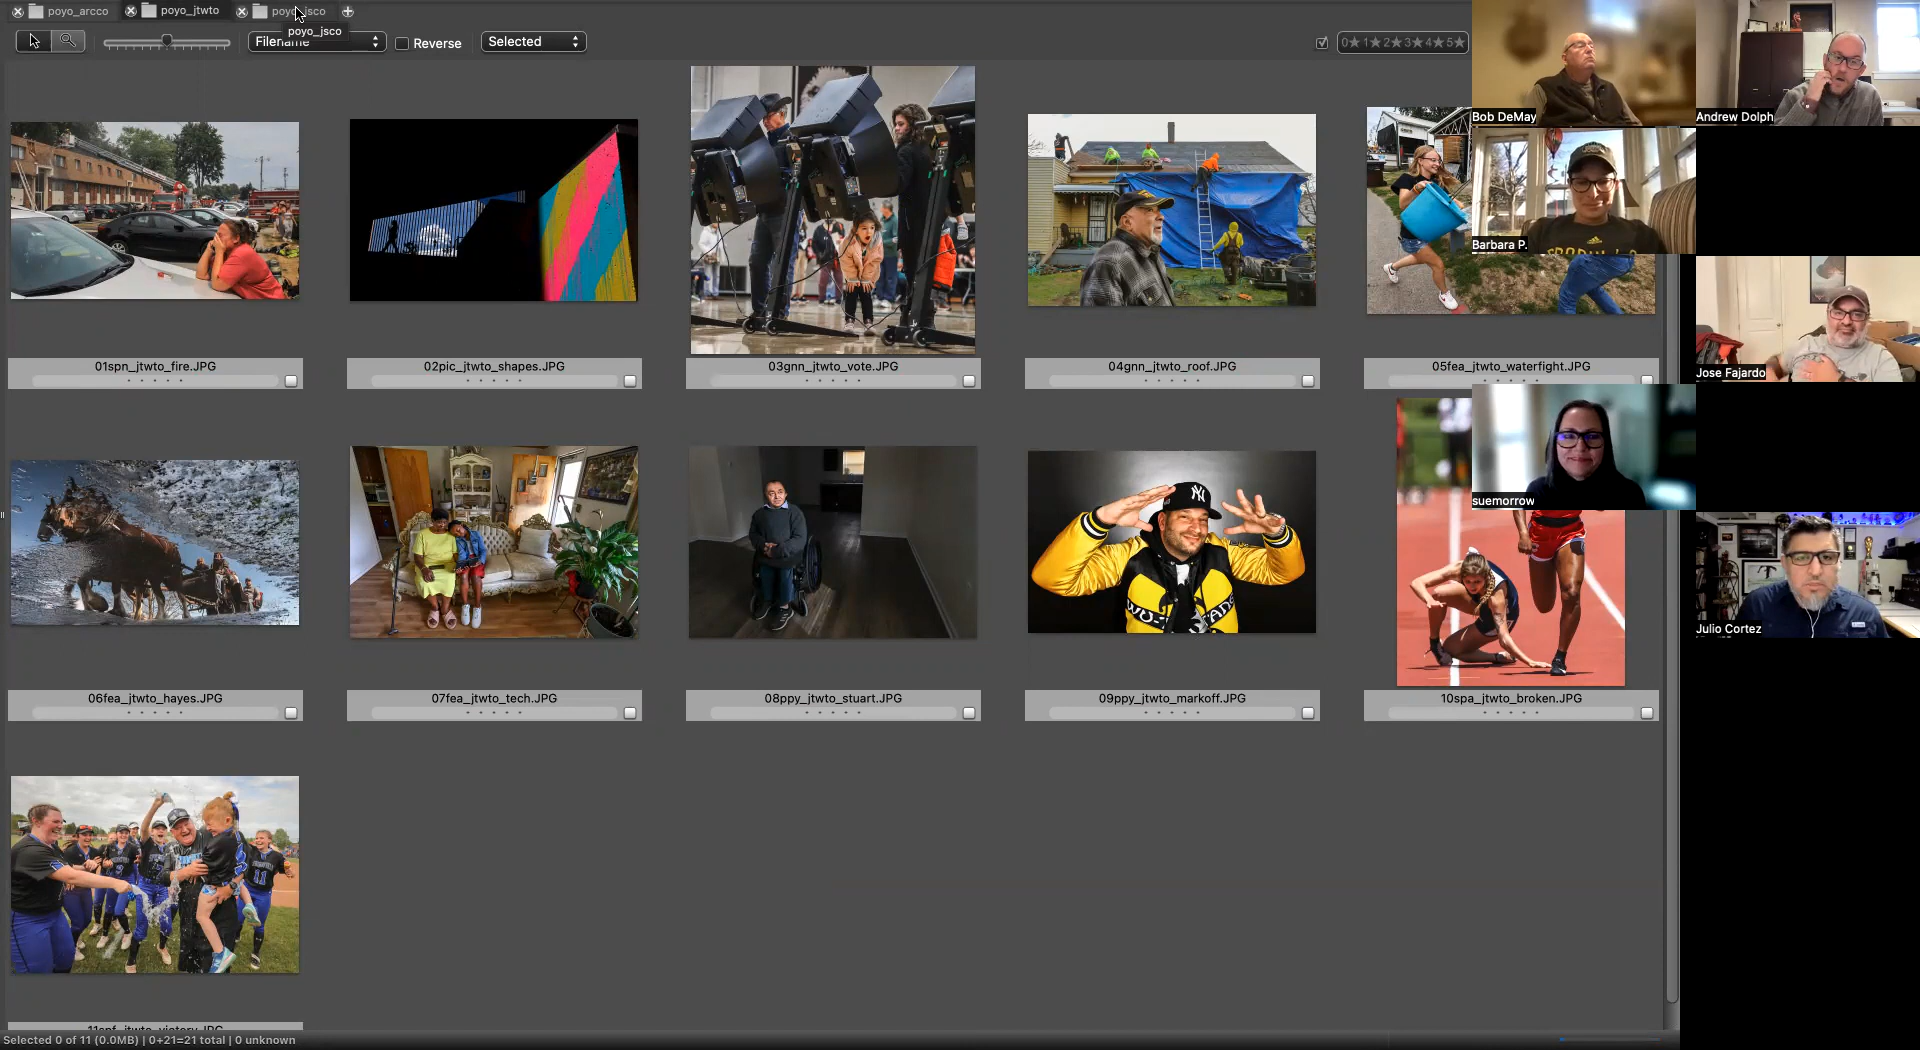 poyo_arcco
poyo_jtwto
poyo_jsco
poyo_jsco
Filename
Reverse
Selected
0★1★2★3★4★5★
Bob DeMay
Andrew Dolph
Barbara P.
Jose Fajardo
suemorrow
Julio Cortez
01spn_jtwto_fire.JPG
02pic_jtwto_shapes.JPG
03gnn_jtwto_vote.JPG
04gnn_jtwto_roof.JPG
05fea_jtwto_waterfight.JPG
06fea_jtwto_hayes.JPG
07fea_jtwto_tech.JPG
08ppy_jtwto_stuart.JPG
09ppy_jtwto_markoff.JPG
10spa_jtwto_broken.JPG
Selected 0 of 11 (0.0MB) | 0+21=21 total | 0 unknown